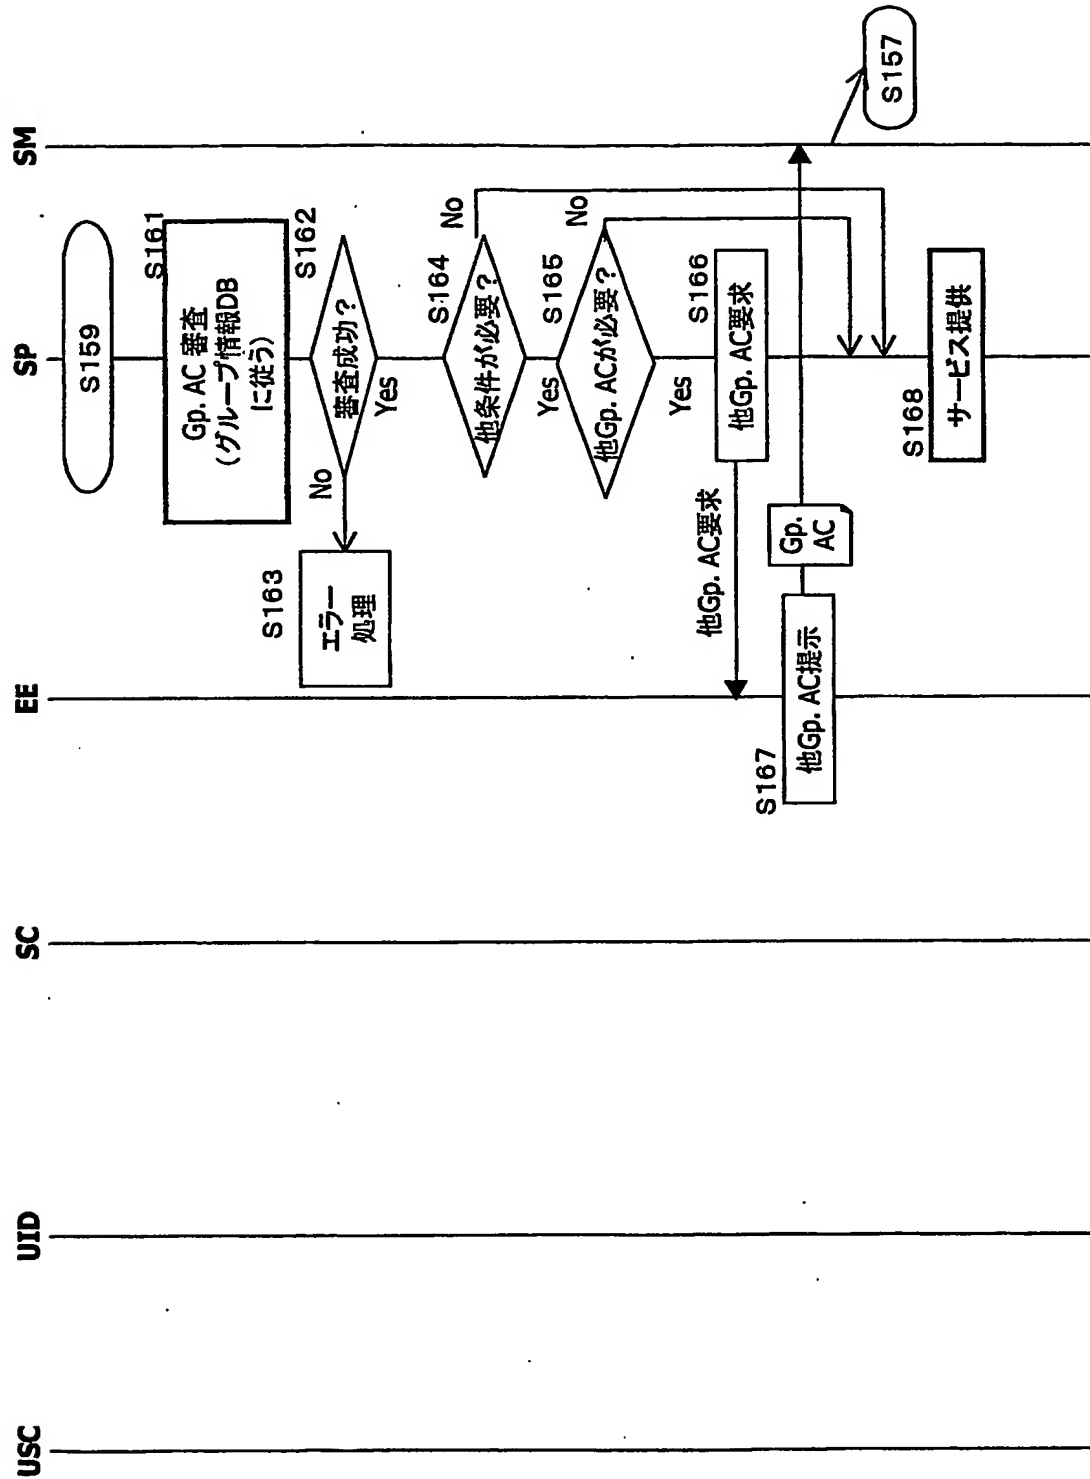 USC
UID
SC
EE
SP
SM
S159
S161
Gp. AC 審査
(グループ情報DB
に従う)
S162
審査成功？
No
Yes
S163
エラー
処理
S164
他条件が必要？
No
Yes
S165
他Gp. ACが必要？
No
Yes
S166
他Gp. AC要求
他Gp. AC要求
S167
他Gp. AC提示
Gp.
AC
S157
S168
サービス提供